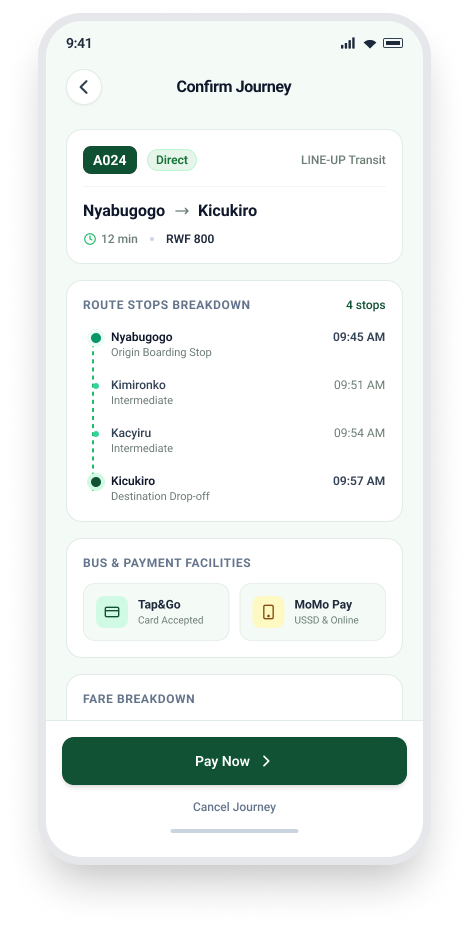 9:41
Confirm Journey
A024 Direct LINE-UP Transit
Nyabugogo → Kicukiro
12 min • RWF 800
ROUTE STOPS BREAKDOWN 4 stops
Nyabugogo 09:45 AM
Origin Boarding Stop
Kimironko 09:51 AM
Intermediate
Kacyiru 09:54 AM
Intermediate
Kicukiro 09:57 AM
Destination Drop-off
BUS & PAYMENT FACILITIES
Tap&Go MoMo Pay
Card Accepted USSD & Online
FARE BREAKDOWN
Pay Now
Cancel Journey